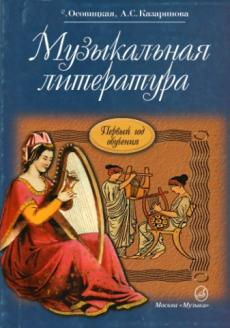 .Осовицкая, А.С. Казаринова
Музыкальная
литература
Первый год
обучения
Москва «Музыка»